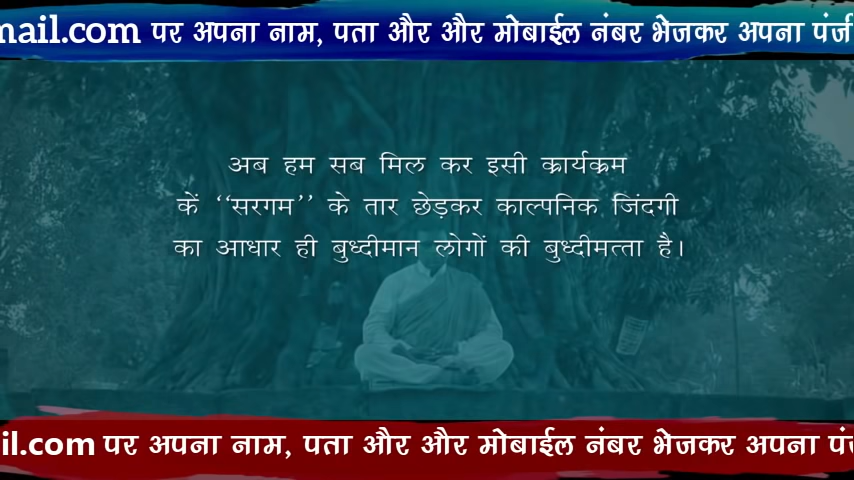 mail.com पर अपना नाम, पता और और मोबाईल नंबर भेजकर अपना पंजी
अब हम सब मिल कर इसी कार्यक्रम
कें ‘‘सरगम’’ के तार छेड़कर काल्पनिक जिंदगी
का आधार ही बुध्दीमान लोगों की बुध्दीमत्ता है।
il.com पर अपना नाम, पता और और मोबाईल नंबर भेजकर अपना पं